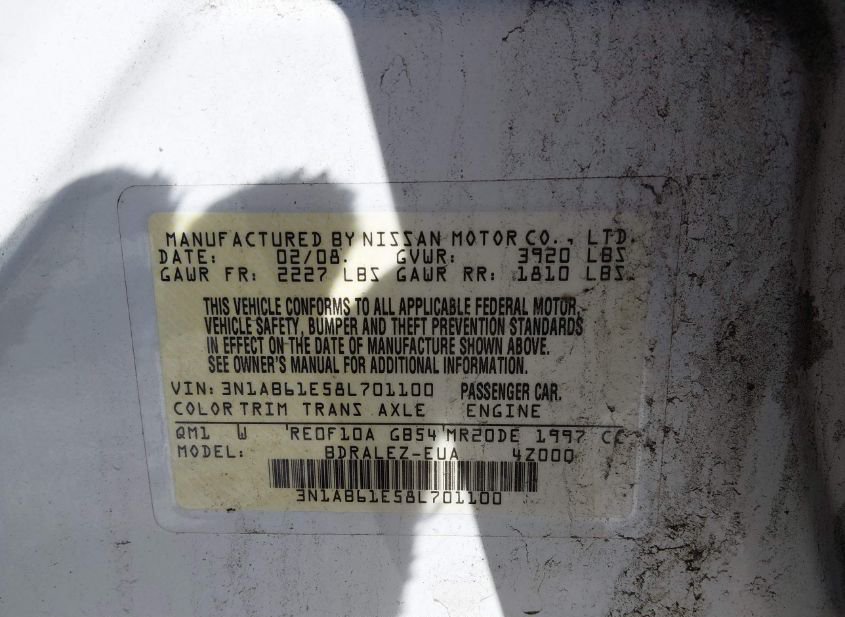 MANUFACTURED BY NISSAN MOTOR CO., LTD.
DATE: 02/08. GVWR: 3920 LBS
GAWR FR: 2227 LBS GAWR RR: 1810 LBS.
THIS VEHICLE CONFORMS TO ALL APPLICABLE FEDERAL MOTOR
VEHICLE SAFETY, BUMPER AND THEFT PREVENTION STANDARDS
IN EFFECT ON THE DATE OF MANUFACTURE SHOWN ABOVE.
SEE OWNER'S MANUAL FOR ADDITIONAL INFORMATION.
VIN: 3N1AB61E58L701100 PASSENGER CAR.
COLOR TRIM TRANS AXLE ENGINE
QM1 W RE0F10A GB54 MR20DE 1997 CC
MODEL: BDRALEZ-EUA 4Z000
3N1AB61E58L701100